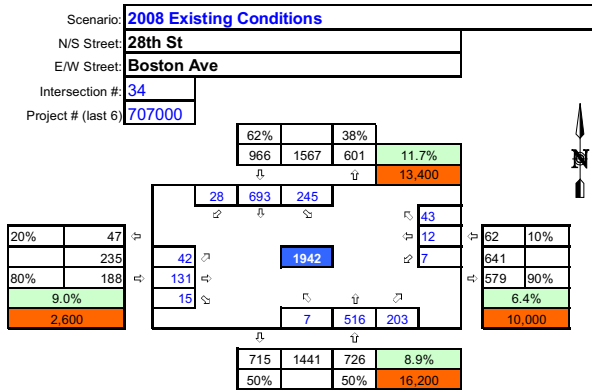 Scenario: 2008 Existing Conditions
N/S Street: 28th St
E/W Street: Boston Ave
Intersection #: 34
Project # (last 6) 707000
N
62% 38%
966 1567 601 11.7%
⇩ ⇧ 13,400
28 693 245
⬃ ⇩ ⬂
⬁ 43
20% 47 ⇦ ⇦ 12 ⇦ 62 10%
235 42 ⬀ 1942 ⬃ 7 641
80% 188 ⇨ 131 ⇨ ⇨ 579 90%
9.0% 15 ⬂ ⬁ ⇧ ⬀ 6.4%
2,600 7 516 203 10,000
⇩ ⇧
715 1441 726 8.9%
50% 50% 16,200